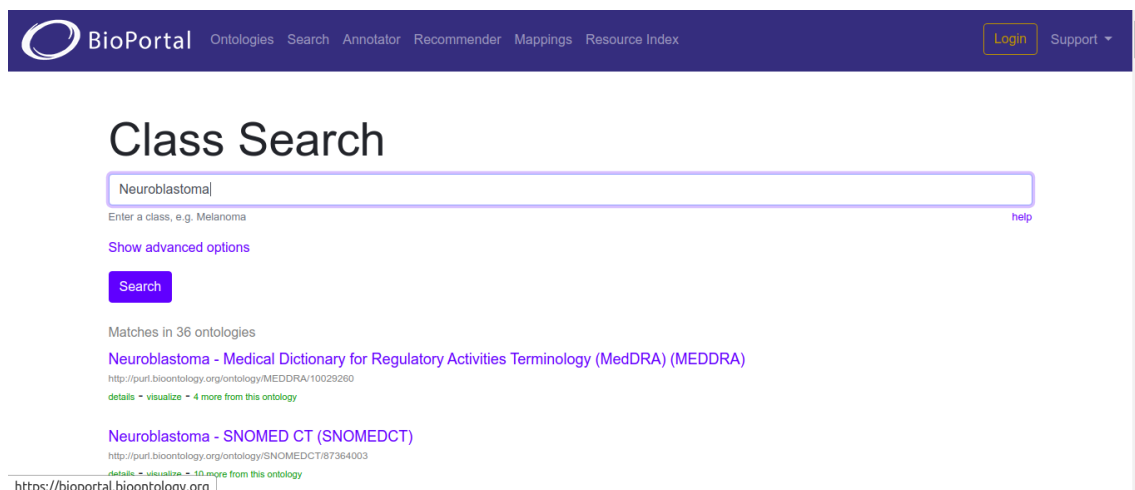 BioPortal Ontologies Search Annotator Recommender Mappings Resource Index Login Support
Class Search
Neuroblastoma
Enter a class, e.g. Melanoma help
Show advanced options
Search
Matches in 36 ontologies
Neuroblastoma - Medical Dictionary for Regulatory Activities Terminology (MedDRA) (MEDDRA)
http://purl.bioontology.org/ontology/MEDDRA/10029260
details - visualize - 4 more from this ontology
Neuroblastoma - SNOMED CT (SNOMEDCT)
http://purl.bioontology.org/ontology/SNOMEDCT/87364003
details - visualize - 10 more from this ontology
https://bioportal.bioontology.org